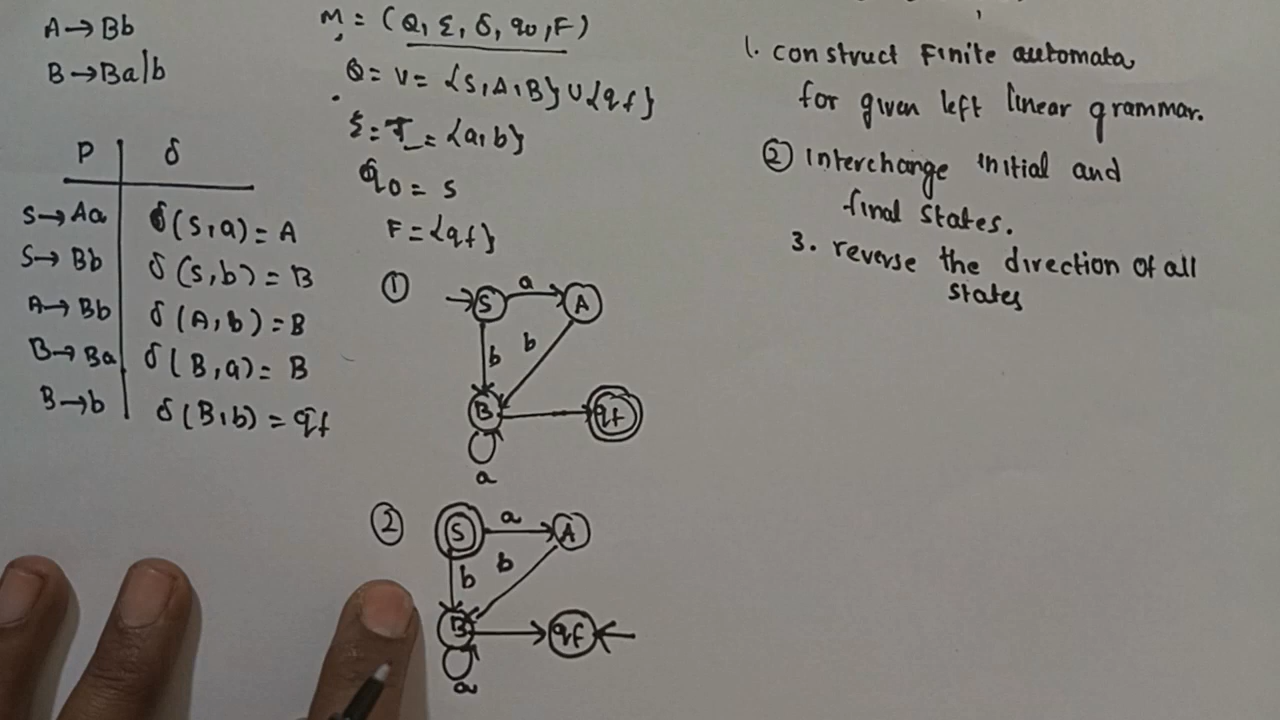 A→Bb
B→Ba|b
P δ
S→Aa δ(S,a)=A
S→Bb δ(S,b)=B
A→Bb δ(A,b)=B
B→Ba δ(B,a)=B
B→b δ(B,b)=qf
M = (Q, Σ, δ, q0, F)
Q=V={S,A,B}∪{qf}
Σ=T={a,b}
q0=S
F={qf}
① S a A
b b
B qf
a
② S a A
b b
B qf
a
1. construct Finite automata
for given left linear grammar.
② Interchange initial and
final states.
3. reverse the direction of all
states